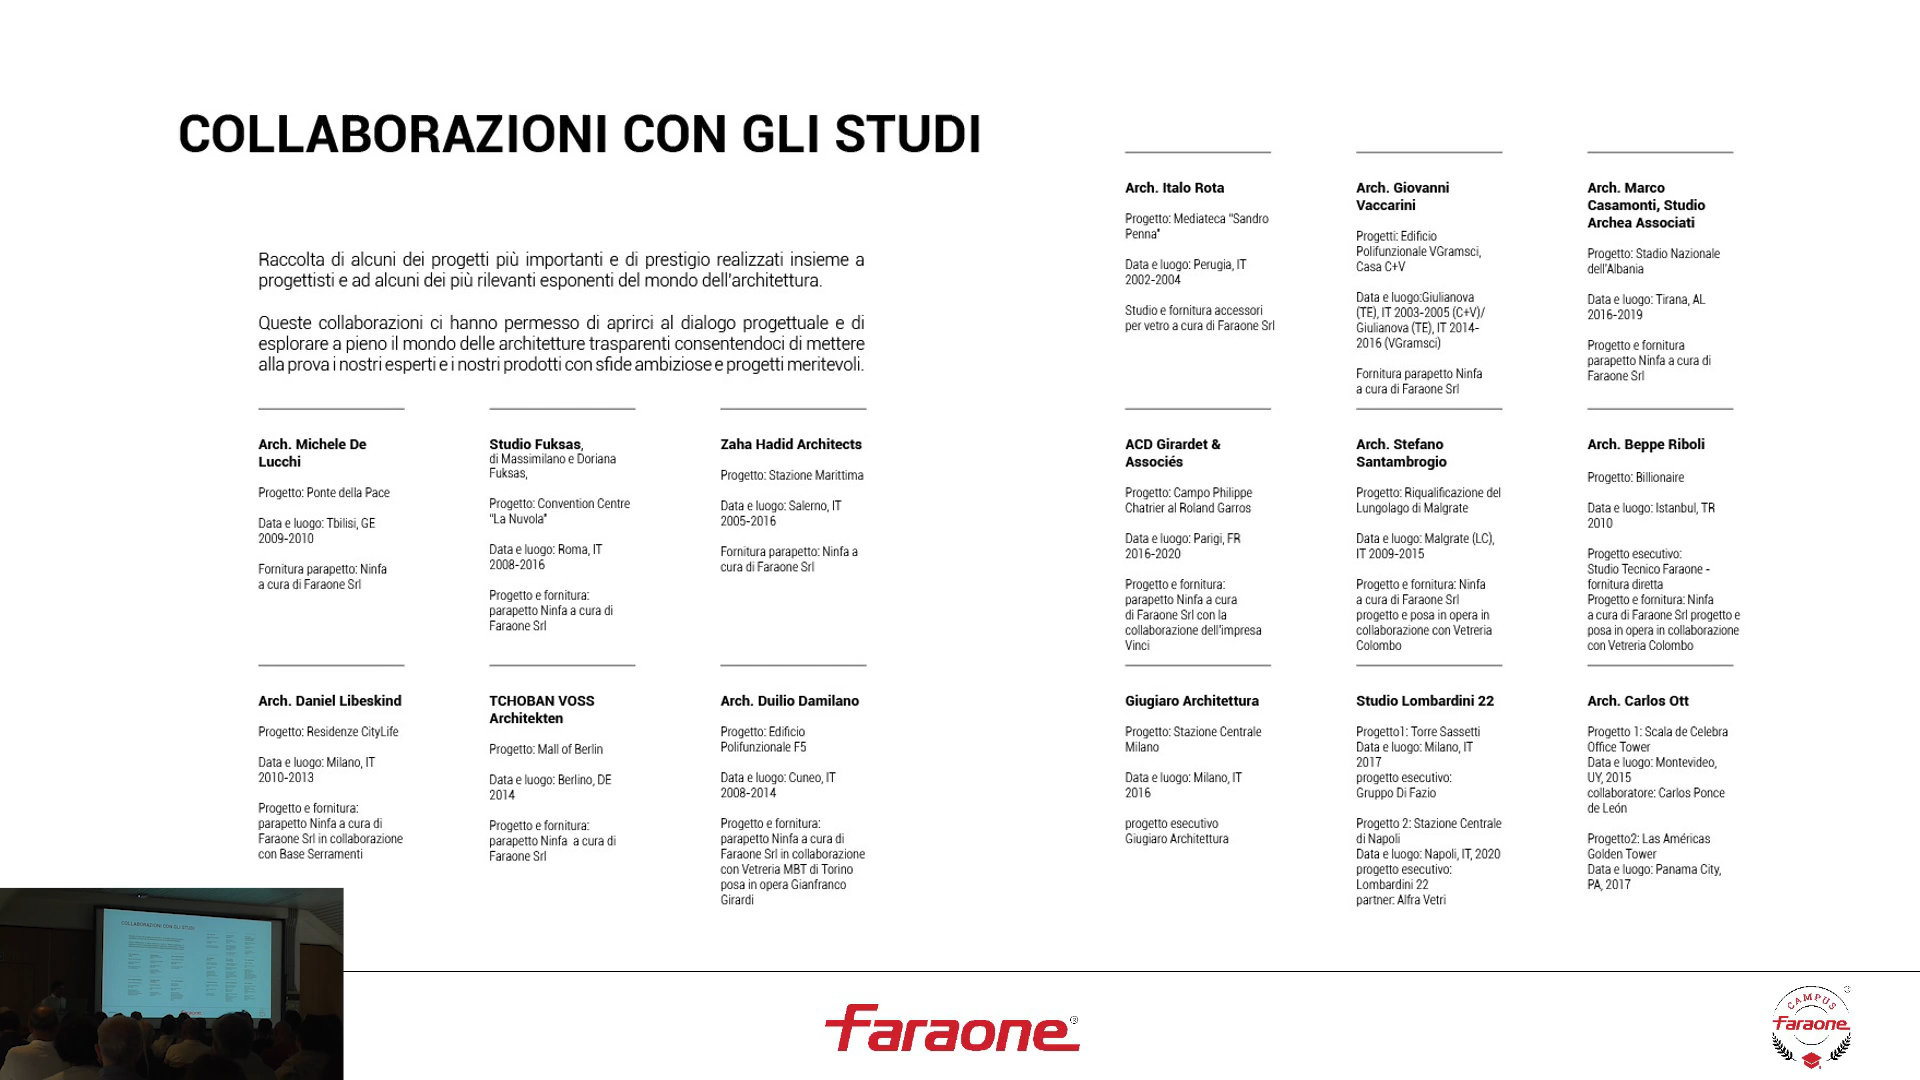 COLLABORAZIONI CON GLI STUDI
Raccolta di alcuni dei progetti più importanti e di prestigio realizzati insieme a
progettisti e ad alcuni dei più rilevanti esponenti del mondo dell'architettura.
Queste collaborazioni ci hanno permesso di aprirci al dialogo progettuale e di
esplorare a pieno il mondo delle architetture trasparenti consentendoci di mettere
alla prova i nostri esperti e i nostri prodotti con sfide ambiziose e progetti meritevoli.
Arch. Michele De
Lucchi
Progetto: Ponte della Pace
Data e luogo: Tbilisi, GE
2009-2010
Fornitura parapetto: Ninfa
a cura di Faraone Srl
Studio Fuksas,
di Massimilano e Doriana
Fuksas,
Progetto: Convention Centre
"La Nuvola"
Data e luogo: Roma, IT
2008-2016
Progetto e fornitura:
parapetto Ninfa a cura di
Faraone Srl
Zaha Hadid Architects
Progetto: Stazione Marittima
Data e luogo: Salerno, IT
2005-2016
Fornitura parapetto: Ninfa a
cura di Faraone Srl
Arch. Daniel Libeskind
Progetto: Residenze CityLife
Data e luogo: Milano, IT
2010-2013
Progetto e fornitura:
parapetto Ninfa a cura di
Faraone Srl in collaborazione
con Base Serramenti
TCHOBAN VOSS
Architekten
Progetto: Mall of Berlin
Data e luogo: Berlino, DE
2014
Progetto e fornitura:
parapetto Ninfa a cura di
Faraone Srl
Arch. Duilio Damilano
Progetto: Edificio
Polifunzionale F5
Data e luogo: Cuneo, IT
2008-2014
Progetto e fornitura:
parapetto Ninfa a cura di
Faraone Srl in collaborazione
con Vetreria MBT di Torino
posa in opera Gianfranco
Girardi
Arch. Italo Rota
Progetto: Mediateca "Sandro
Penna"
Data e luogo: Perugia, IT
2002-2004
Studio e fornitura accessori
per vetro a cura di Faraone Srl
Arch. Giovanni
Vaccarini
Progetti: Edificio
Polifunzionale VGramsci,
Casa C+V
Data e luogo:Giulianova
(TE), IT 2003-2005 (C+V)/
Giulianova (TE), IT 2014-
2016 (VGramsci)
Fornitura parapetto Ninfa
a cura di Faraone Srl
Arch. Marco
Casamonti, Studio
Archea Associati
Progetto: Stadio Nazionale
dell'Albania
Data e luogo: Tirana, AL
2016-2019
Progetto e fornitura
parapetto Ninfa a cura di
Faraone Srl
ACD Girardet &
Associés
Progetto: Campo Philippe
Chatrier al Roland Garros
Data e luogo: Parigi, FR
2016-2020
Progetto e fornitura:
parapetto Ninfa a cura
di Faraone Srl con la
collaborazione dell'impresa
Vinci
Arch. Stefano
Santambrogio
Progetto: Riqualificazione del
Lungolago di Malgrate
Data e luogo: Malgrate (LC),
IT 2009-2015
Progetto e fornitura: Ninfa
a cura di Faraone Srl
progetto e posa in opera in
collaborazione con Vetreria
Colombo
Arch. Beppe Riboli
Progetto: Billionaire
Data e luogo: Istanbul, TR
2010
Progetto esecutivo:
Studio Tecnico Faraone -
fornitura diretta
Progetto e fornitura: Ninfa
a cura di Faraone Srl progetto e
posa in opera in collaborazione
con Vetreria Colombo
Giugiaro Architettura
Progetto: Stazione Centrale
Milano
Data e luogo: Milano, IT
2016
progetto esecutivo
Giugiaro Architettura
Studio Lombardini 22
Progetto1: Torre Sassetti
Data e luogo: Milano, IT
2017
progetto esecutivo:
Gruppo Di Fazio
Progetto 2: Stazione Centrale
di Napoli
Data e luogo: Napoli, IT, 2020
progetto esecutivo:
Lombardini 22
partner: Alfra Vetri
Arch. Carlos Ott
Progetto 1: Scala de Celebra
Office Tower
Data e luogo: Montevideo,
UY, 2015
collaboratore: Carlos Ponce
de León
Progetto2: Las Américas
Golden Tower
Data e luogo: Panama City,
PA, 2017
COLLABORAZIONI CON GLI STUDI
faraone®
CAMPUS
faraone